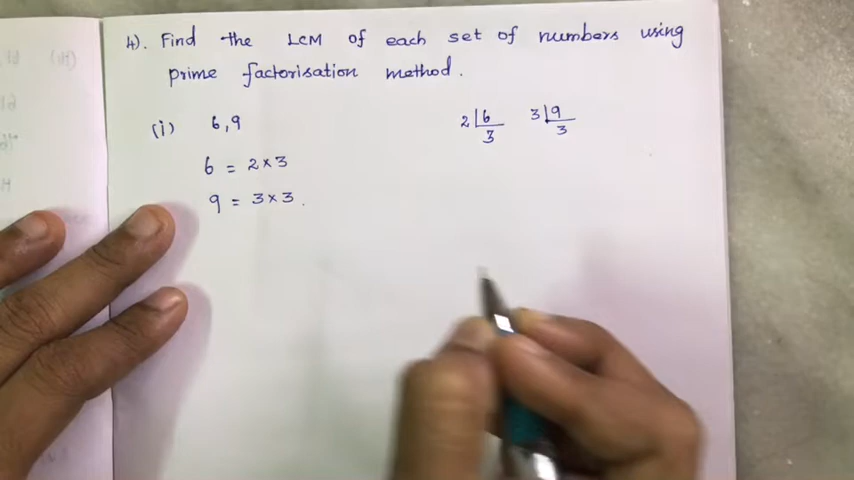 4). Find the LCM of each set of numbers using
prime factorisation method.
(i) 6,9
2 6 3 9
3 3
6 = 2×3
9 = 3×3.